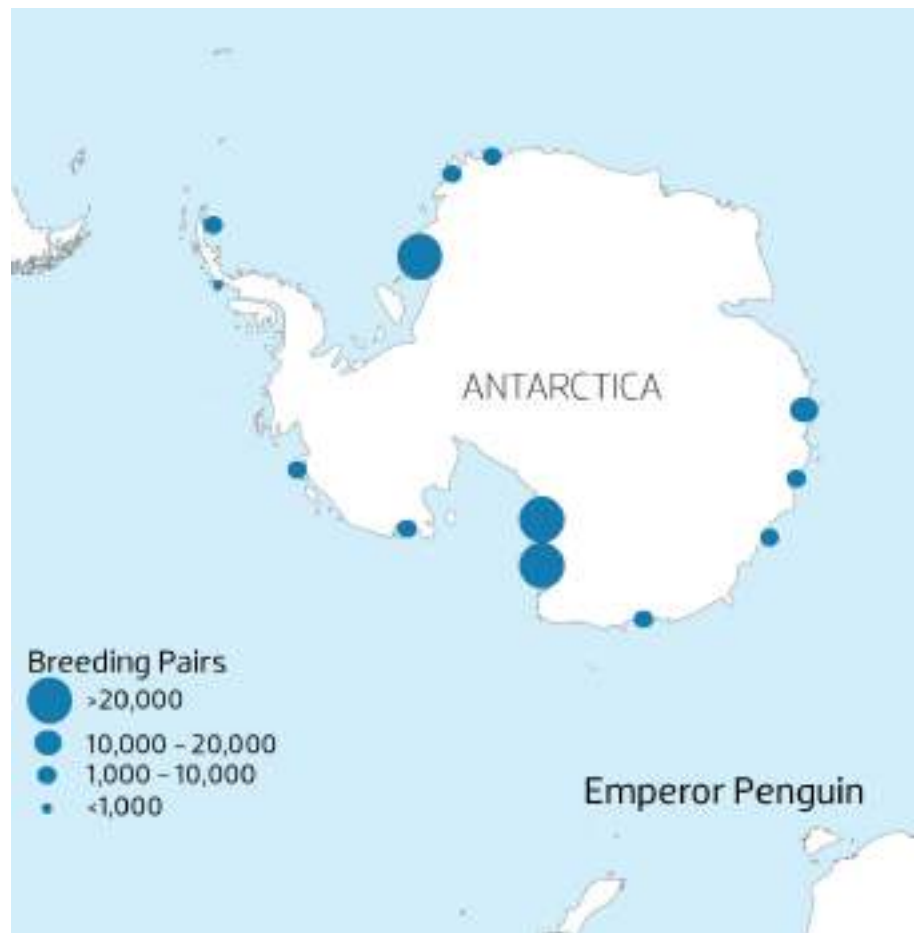 ANTARCTICA
Breeding Pairs
>20,000
10,000 - 20,000
1,000 - 10,000
<1,000
Emperor Penguin